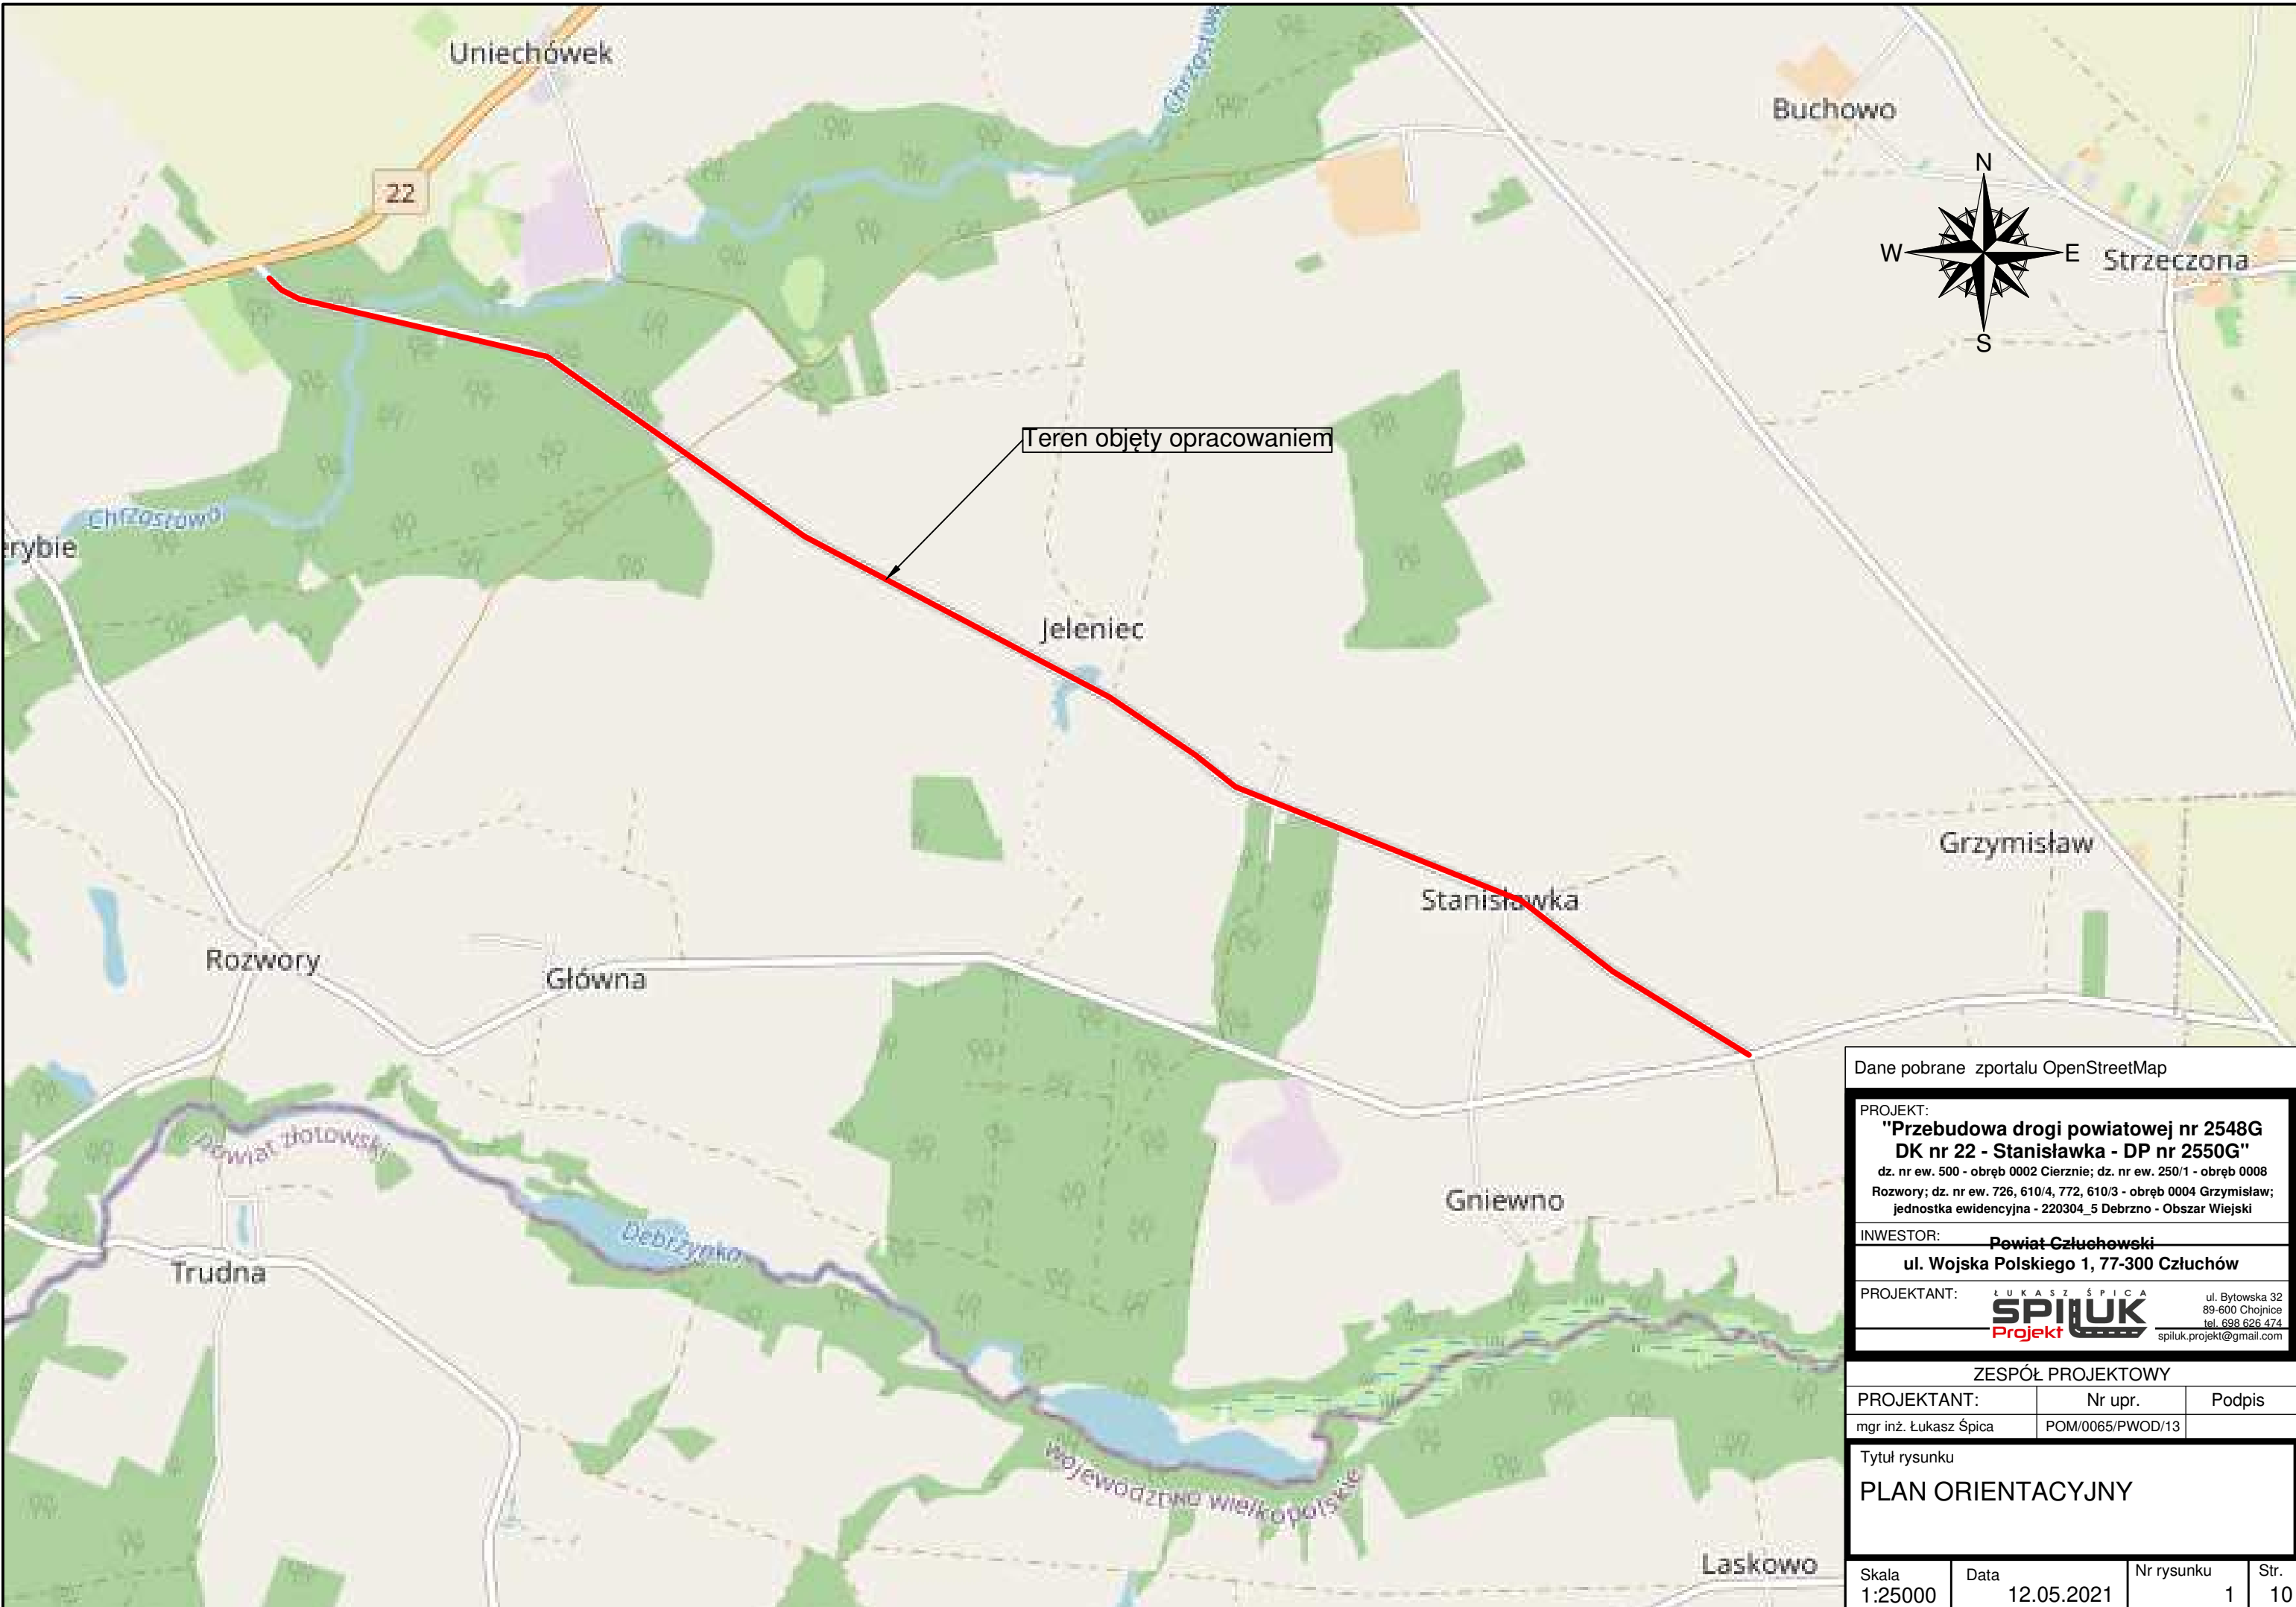 Uniechówek
Chrząstowa
Buchowo
22
N
W
E
S
Strzeczona
Teren objęty opracowaniem
Chrząstowa
erybie
Jeleniec
Grzymisław
Stanisławka
Rozwory
Główna
powiat złotowski
Gniewno
Debrzynka
Trudna
województwo wielkopolskie
Laskowo
Dane pobrane zportalu OpenStreetMap
PROJEKT:
"Przebudowa drogi powiatowej nr 2548G
DK nr 22 - Stanisławka - DP nr 2550G"
dz. nr ew. 500 - obręb 0002 Cierznie; dz. nr ew. 250/1 - obręb 0008
Rozwory; dz. nr ew. 726, 610/4, 772, 610/3 - obręb 0004 Grzymisław;
jednostka ewidencyjna - 220304_5 Debrzno - Obszar Wiejski
INWESTOR:
Powiat Człuchowski
ul. Wojska Polskiego 1, 77-300 Człuchów
PROJEKTANT:
ŁUKASZ ŚPICA
SPILUK
Projekt
ul. Bytowska 32
89-600 Chojnice
tel. 698 626 474
spiluk.projekt@gmail.com
ZESPÓŁ PROJEKTOWY
PROJEKTANT: Nr upr. Podpis
mgr inż. Łukasz Śpica POM/0065/PWOD/13
Tytuł rysunku
PLAN ORIENTACYJNY
Skala Data Nr rysunku Str.
1:25000 12.05.2021 1 10